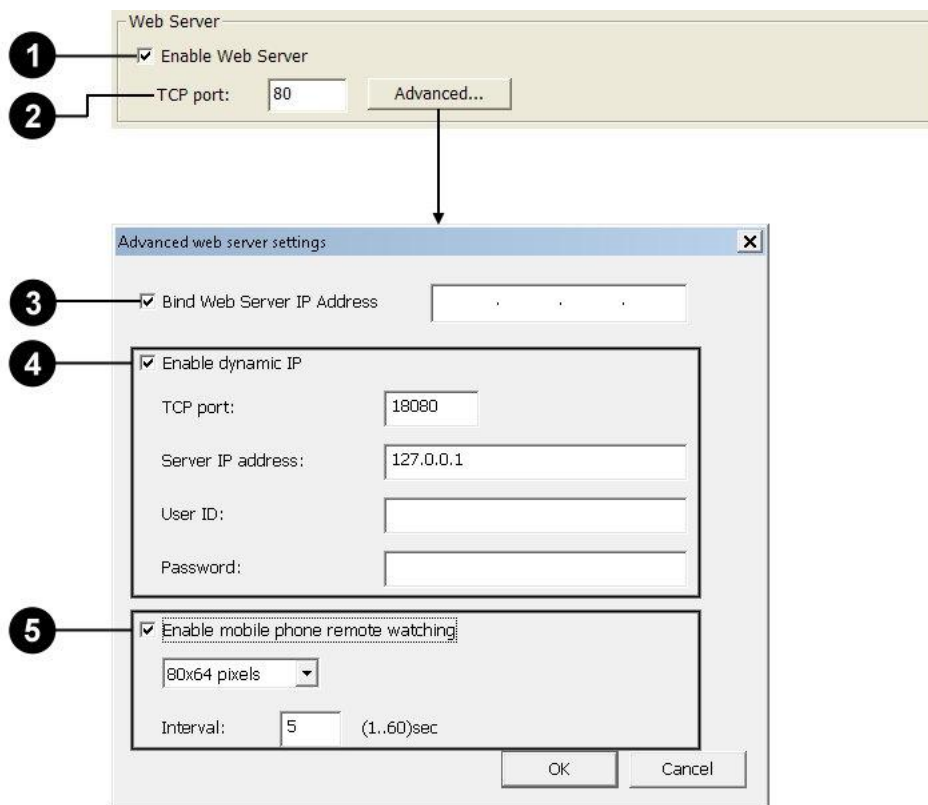 Web Server
1
Enable Web Server
2
TCP port: 80 Advanced...
Advanced web server settings
3
Bind Web Server IP Address . . .
4
Enable dynamic IP
TCP port: 18080
Server IP address: 127.0.0.1
User ID:
Password:
5
Enable mobile phone remote watching
80x64 pixels
Interval: 5 (1..60)sec
OK Cancel